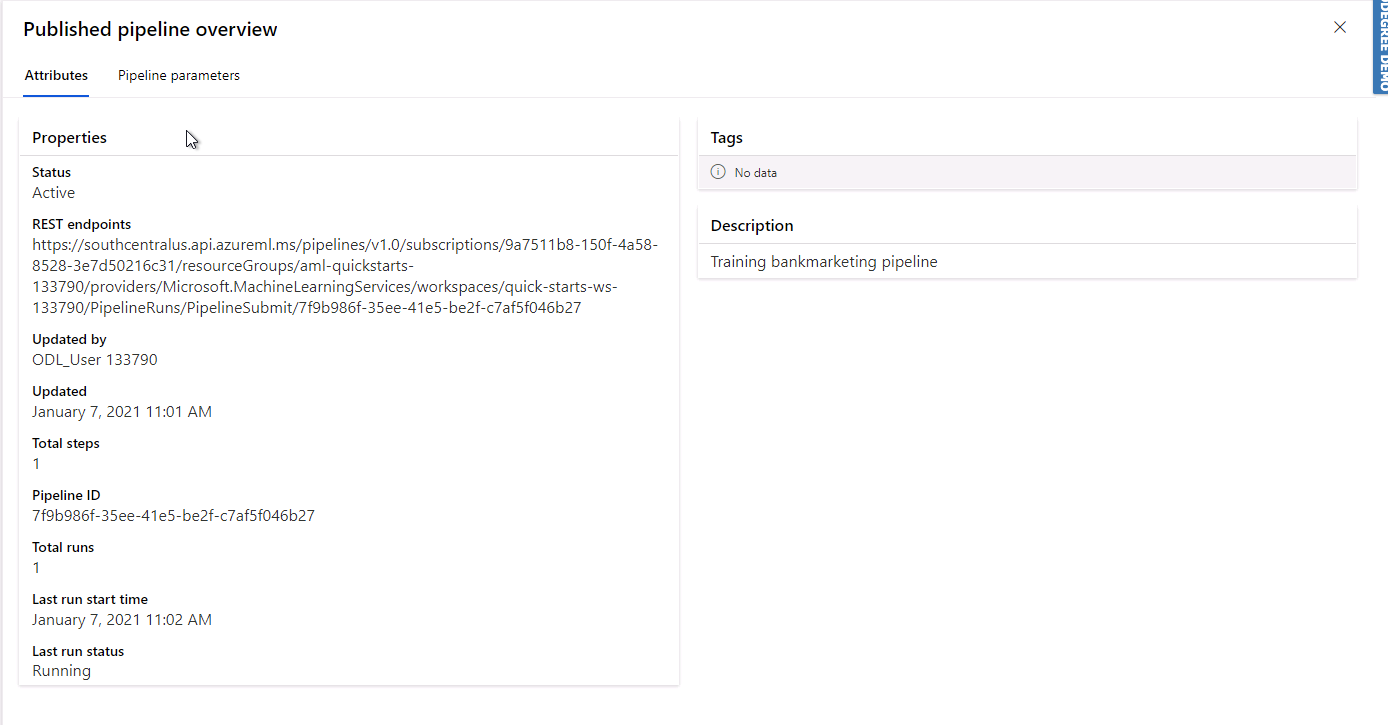 Published pipeline overview
Attributes
Pipeline parameters
Properties
Status
Active
REST endpoints
https://southcentralus.api.azureml.ms/pipelines/v1.0/subscriptions/9a7511b8-150f-4a58-
8528-3e7d50216c31/resourceGroups/aml-quickstarts-
133790/providers/Microsoft.MachineLearningServices/workspaces/quick-starts-ws-
133790/PipelineRuns/PipelineSubmit/7f9b986f-35ee-41e5-be2f-c7af5f046b27
Updated by
ODL_User 133790
Updated
January 7, 2021 11:01 AM
Total steps
1
Pipeline ID
7f9b986f-35ee-41e5-be2f-c7af5f046b27
Total runs
1
Last run start time
January 7, 2021 11:02 AM
Last run status
Running
Tags
No data
Description
Training bankmarketing pipeline
DEMO